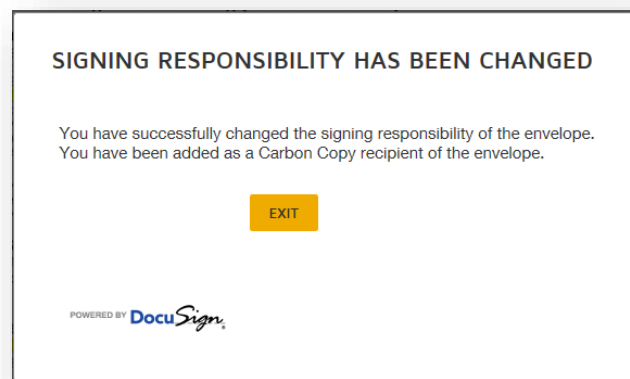 SIGNING RESPONSIBILITY HAS BEEN CHANGED
You have successfully changed the signing responsibility of the envelope.
You have been added as a Carbon Copy recipient of the envelope.
EXIT
POWERED BY DocuSign